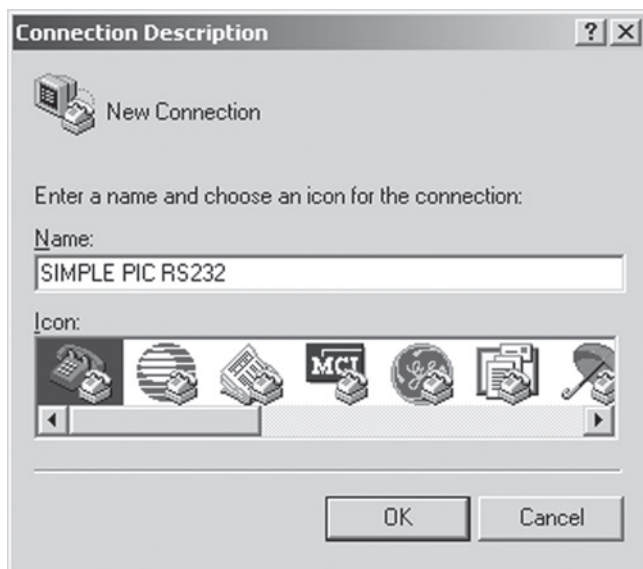 Connection Description
New Connection
Enter a name and choose an icon for the connection:
Name:
SIMPLE PIC RS232
Icon:
MCI
OK
Cancel